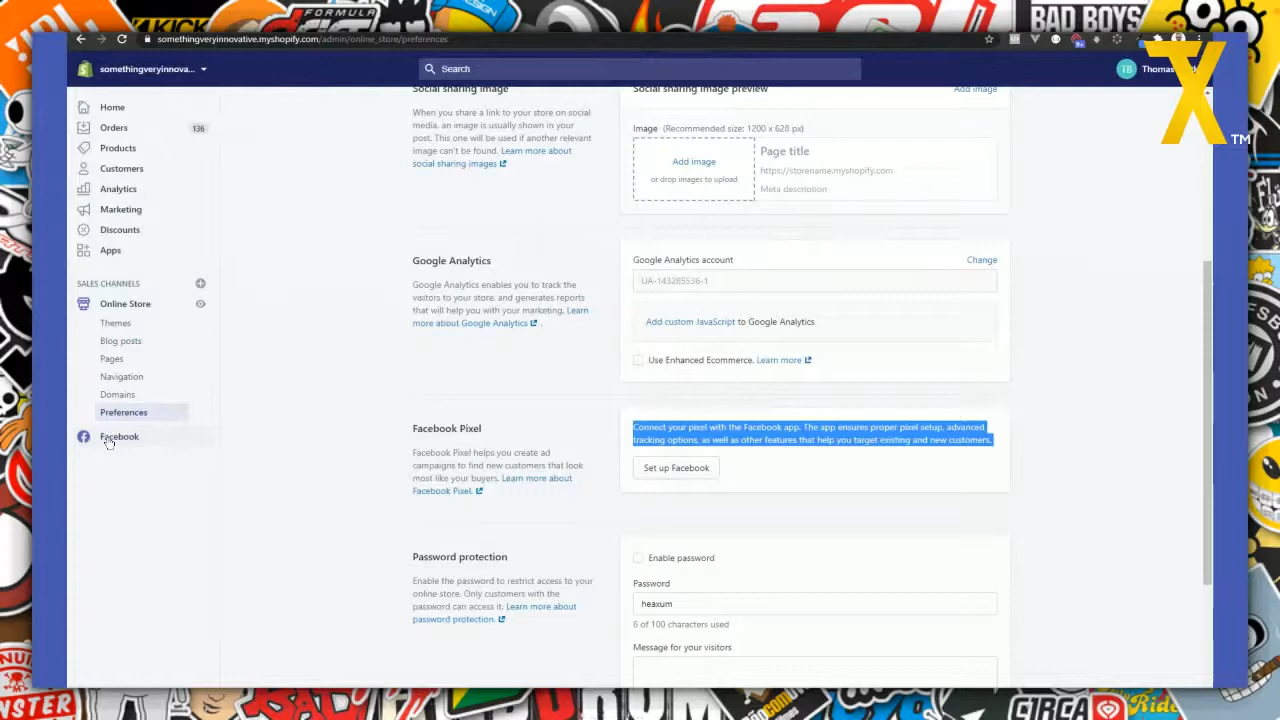 KICK
FORMULA
BAD BOYS
somethingveryinnovative.myshopify.com/admin/online_store/preferences
somethingveryinnova...
Search
TB
Thomas
TX™
Home
Orders
136
Products
Customers
Analytics
Marketing
Discounts
Apps
SALES CHANNELS
Online Store
Themes
Blog posts
Pages
Navigation
Domains
Preferences
Facebook
Social sharing image
When you share a link to your store on social
media, an image is usually shown in your
post. This one will be used if another relevant
image can't be found. Learn more about
social sharing images
Social sharing image preview
Add image
Image (Recommended size: 1200 x 628 px)
Add image
or drop images to upload
Page title
https://storename.myshopify.com
Meta description
Google Analytics
Google Analytics enables you to track the
visitors to your store, and generates reports
that will help you with your marketing. Learn
more about Google Analytics .
Google Analytics account
Change
UA-143285536-1
Add custom JavaScript to Google Analytics
Use Enhanced Ecommerce. Learn more
Facebook Pixel
Facebook Pixel helps you create ad
campaigns to find new customers that look
most like your buyers. Learn more about
Facebook Pixel.
Connect your pixel with the Facebook app. The app ensures proper pixel setup, advanced
tracking options, as well as other features that help you target existing and new customers.
Set up Facebook
Password protection
Enable the password to restrict access to your
online store. Only customers with the
password can access it. Learn more about
password protection.
Enable password
Password
heaxum
6 of 100 characters used
Message for your visitors
CIRCA
Ride